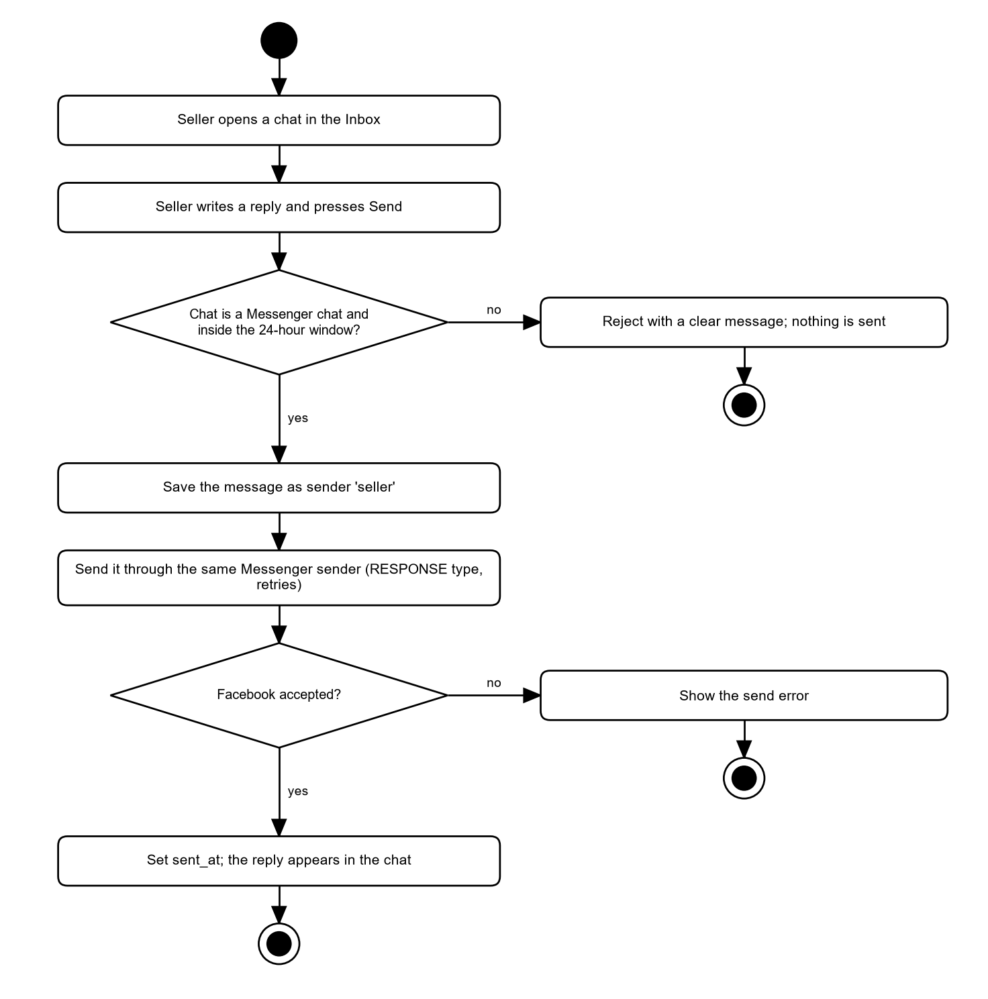 Seller opens a chat in the Inbox
Seller writes a reply and presses Send
Chat is a Messenger chat and
inside the 24-hour window?
no
Reject with a clear message; nothing is sent
yes
Save the message as sender 'seller'
Send it through the same Messenger sender (RESPONSE type,
retries)
Facebook accepted?
no
Show the send error
yes
Set sent_at; the reply appears in the chat